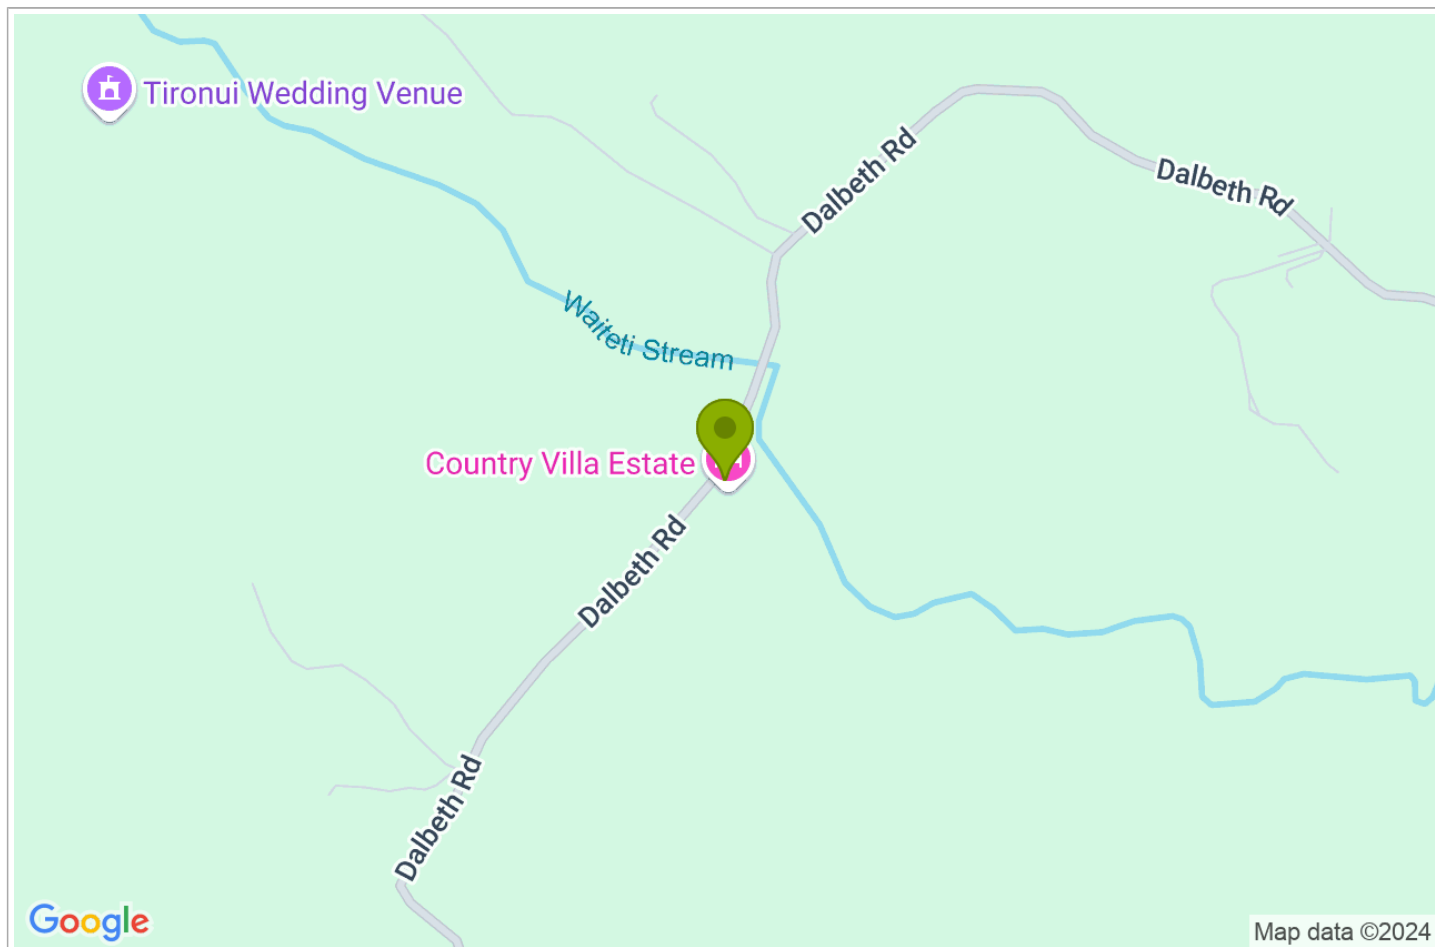 Tironui Wedding Venue
Dalbeth Rd
Dalbeth Rd
Waiteti Stream
Country Villa Estate
Dalbeth Rd
Dalbeth Rd
Google
Map data ©2024